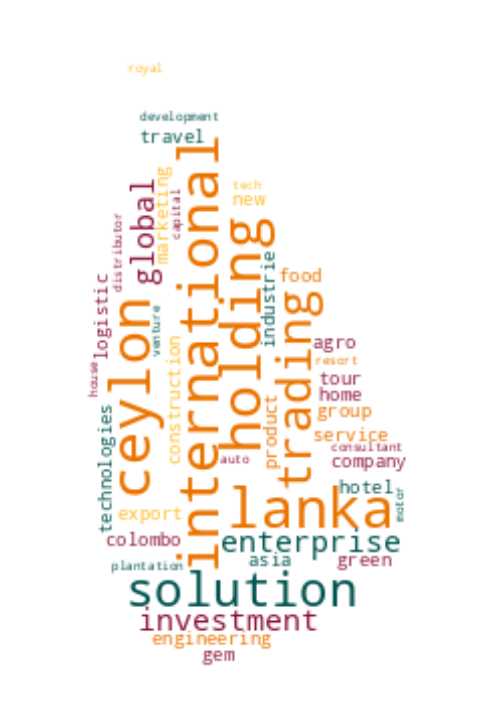 royal
development
travel
international
tech
new
marketing
global
capital
distributor
holding
industrie
food
logistic
ceylon
venture
trading
construction
agro
resort
house
tour
home
product
group
technologies
service
consultant
auto
company
hotel
motor
lanka
export
colombo
enterprise
asia
green
plantation
solution
investment
engineering
gem